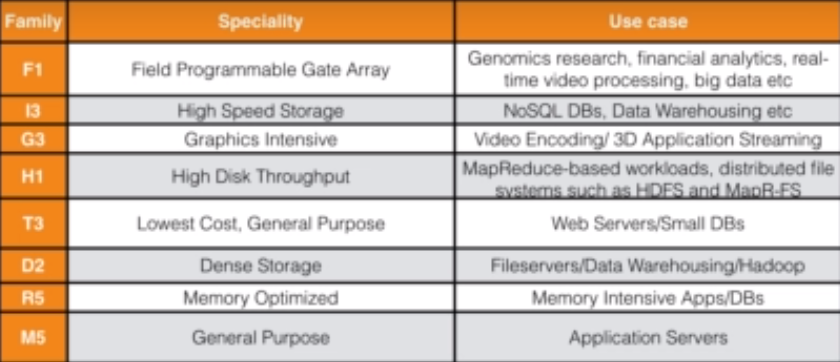 Family Speciality Use case
F1 Field Programmable Gate Array Genomics research, financial analytics, real-
time video processing, big data etc
I3 High Speed Storage NoSQL DBs, Data Warehousing etc
G3 Graphics Intensive Video Encoding/ 3D Application Streaming
H1 High Disk Throughput MapReduce-based workloads, distributed file
systems such as HDFS and MapR-FS
T3 Lowest Cost, General Purpose Web Servers/Small DBs
D2 Dense Storage Fileservers/Data Warehousing/Hadoop
R5 Memory Optimized Memory Intensive Apps/DBs
M5 General Purpose Application Servers